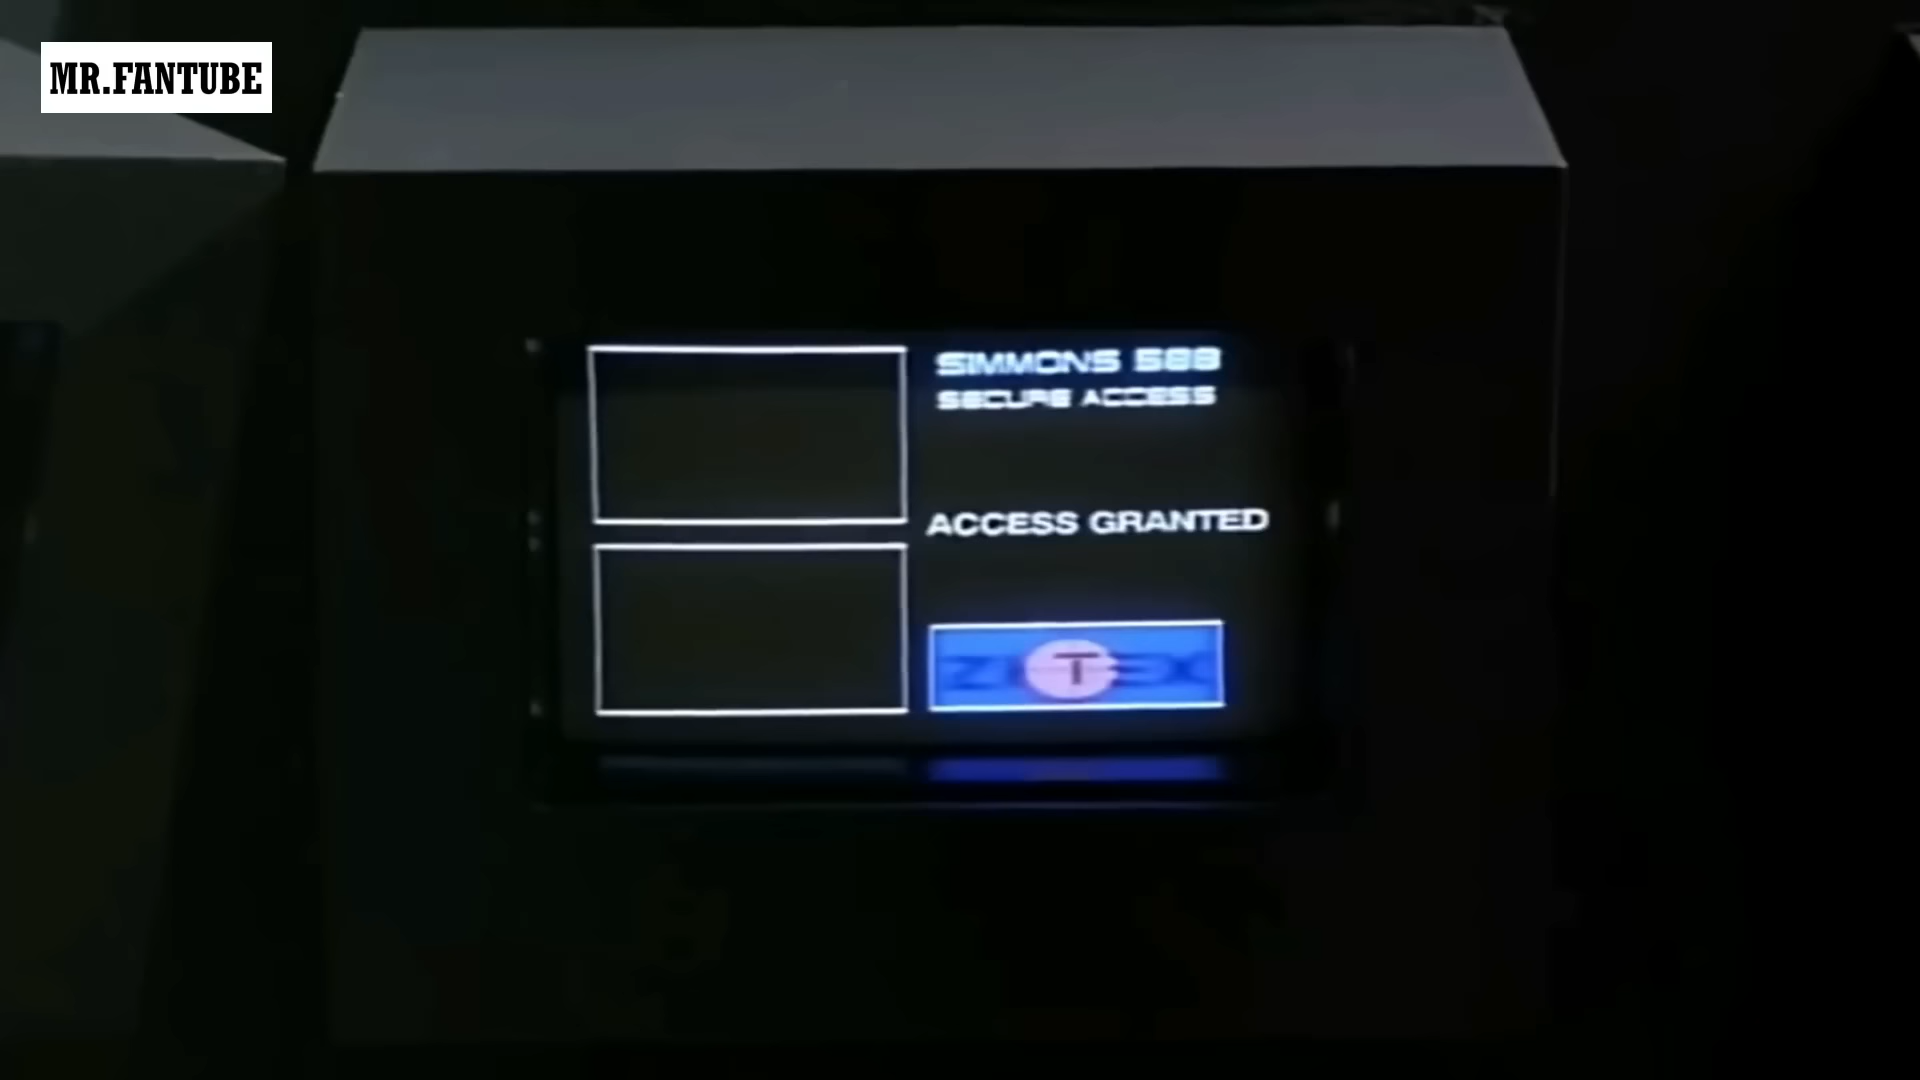 MR.FANTUBE
SIMMONS 588
SECURE ACCESS
ACCESS GRANTED